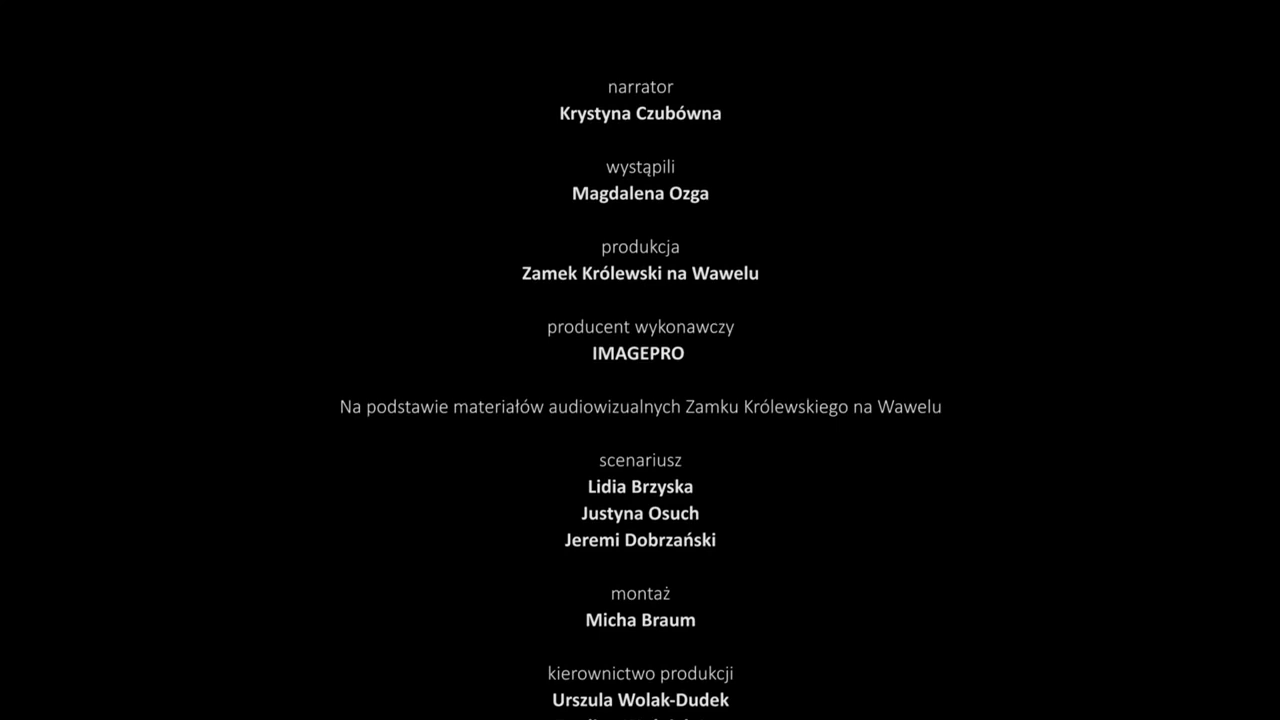 narrator
Krystyna Czubówna
wystąpili
Magdalena Ozga
produkcja
Zamek Królewski na Wawelu
producent wykonawczy
IMAGEPRO
Na podstawie materiałów audiowizualnych Zamku Królewskiego na Wawelu
scenariusz
Lidia Brzyska
Justyna Osuch
Jeremi Dobrzański
montaż
Micha Braum
kierownictwo produkcji
Urszula Wolak-Dudek